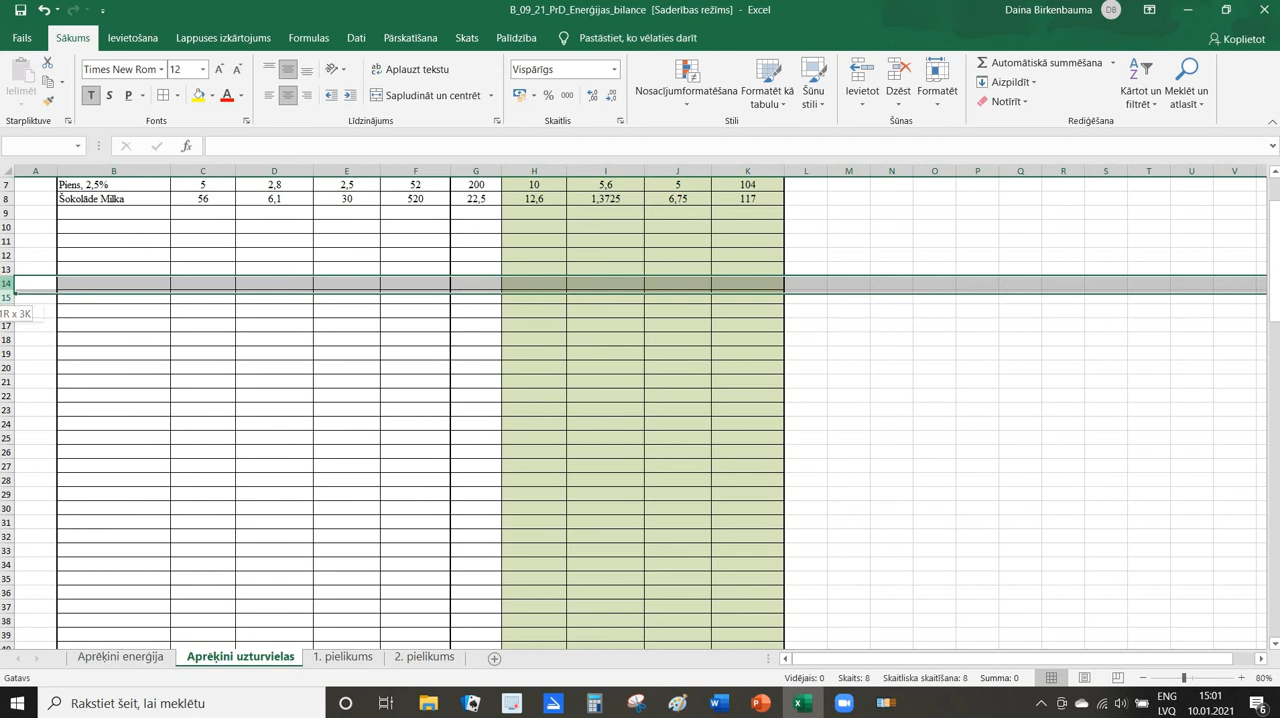 B_09_21_PrD_Enerģijas_bilance [Saderības režīms] - Excel
Daina Birkenbauma DB
Fails Sākums Ievietošana Lappuses izkārtojums Formulas Dati Pārskatīšana Skats Palīdzība Pastāstiet, ko vēlaties darīt Koplietot
Times New Rom 12 Aplauzt tekstu Vispārīgs Automātiskā summēšana
Ielīmēt Nosacījumformatēšana Formatēt kā tabulu Šūnu stili Ievietot Dzēst Formatēt Aizpildīt Kārtot un filtrēt Meklēt un atlasīt
T S P Sapludināt un centrēt % 000 Notīrīt
Starpliktuve Fonts Līdzinājums Skaitlis Stili Šūnas Rediģēšana
fx
A B C D E F G H I J K L M N O P Q R S T U V
7 Piens, 2,5% 5 2,8 2,5 52 200 10 5,6 5 104
8 Šokolāde Milka 56 6,1 30 520 22,5 12,6 1,3725 6,75 117
9
10
11
12
13
14
15
1R x 3K
17
18
19
20
21
22
23
24
25
26
27
28
29
30
31
32
33
34
35
36
37
38
39
Aprēķini enerģija Aprēķini uzturvielas 1. pielikums 2. pielikums
Gatavs Vidējais: 0 Skaits: 8 Skaitliska skaitīšana: 8 Summa: 0 80%
Rakstiet šeit, lai meklētu ENG LVQ 15:01 10.01.2021 6